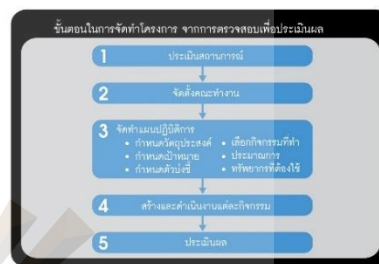 ขั้นตอนในการจัดทำโครงการ จากการตรวจสอบเพื่อประเมินผล
1 ประเมินสถานการณ์
2 จัดตั้งคณะทำงาน
3 จัดทำแผนปฏิบัติการ
• กำหนดวัตถุประสงค์ • เลือกกิจกรรมที่ทำ
• กำหนดเป้าหมาย • ประมาณการ
• กำหนดตัวบ่งชี้ • ทรัพยากรที่ต้องใช้
4 สร้างและดำเนินงานแต่ละกิจกรรม
5 ประเมินผล